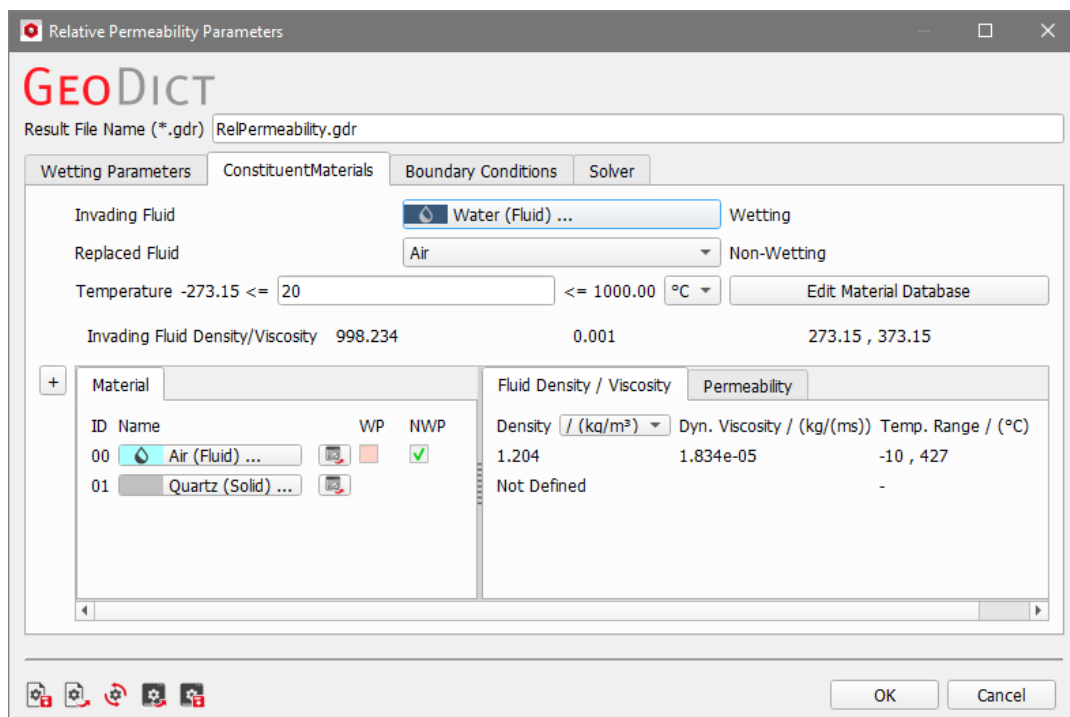 Relative Permeability Parameters
GEODICT
Result File Name (*.gdr) RelPermeability.gdr
Wetting Parameters ConstituentMaterials Boundary Conditions Solver
Invading Fluid Water (Fluid) ... Wetting
Replaced Fluid Air Non-Wetting
Temperature -273.15 <= 20 <= 1000.00 °C Edit Material Database
Invading Fluid Density/Viscosity 998.234 0.001 273.15 , 373.15
+ Material Fluid Density / Viscosity Permeability
ID Name WP NWP Density / (kg/m³) Dyn. Viscosity / (kg/(ms)) Temp. Range / (°C)
00 Air (Fluid) ... 1.204 1.834e-05 -10 , 427
01 Quartz (Solid) ... Not Defined -
OK Cancel